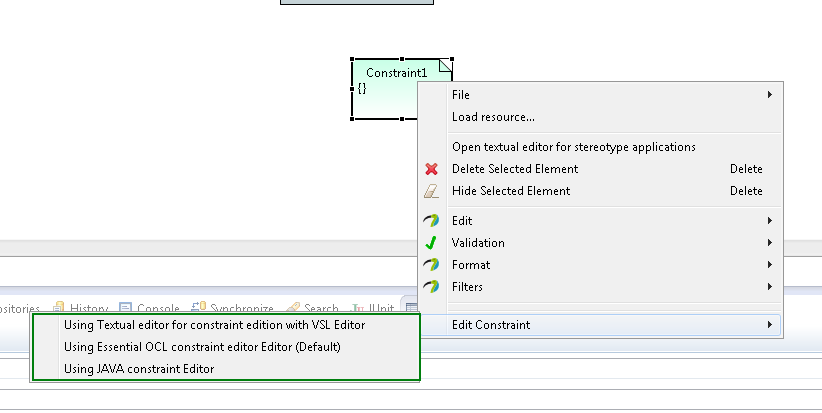 Constraint1
{}
File
Load resource...
Open textual editor for stereotype applications
Delete Selected Element Delete
Hide Selected Element Delete
Edit
Validation
Format
Filters
Edit Constraint
ositories History Console Synchronize Search JUnit
Using Textual editor for constraint edition with VSL Editor
Using Essential OCL constraint editor Editor (Default)
Using JAVA constraint Editor